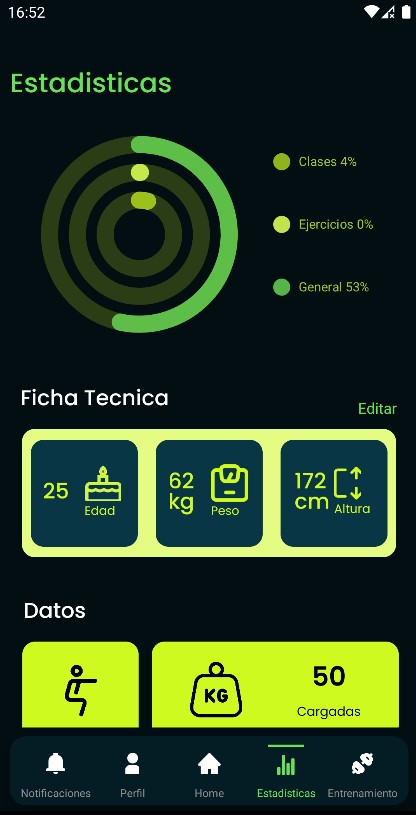 16:52
Estadisticas
Clases 4%
Ejercicios 0%
General 53%
Ficha Tecnica
Editar
25
Edad
62
kg
Peso
172
cm
Altura
Datos
KG
50
Cargadas
Notificaciones
Perfil
Home
Estadisticas
Entrenamiento